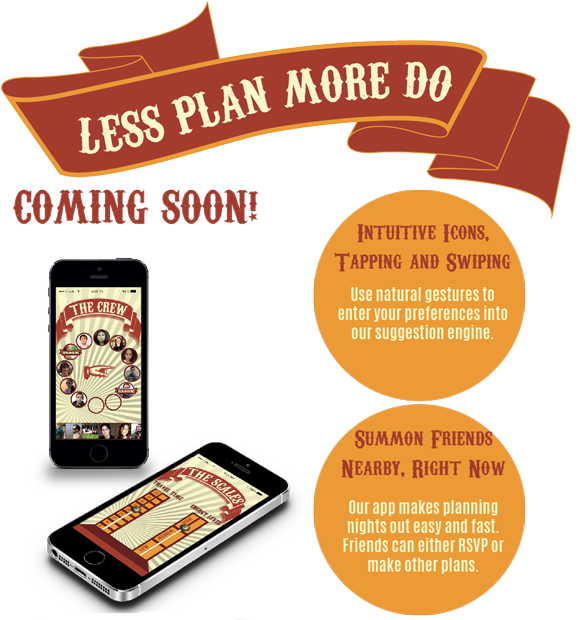 LESS PLAN MORE DO
COMING SOON!
INTUITIVE ICONS,
TAPPING AND SWIPING
Use natural gestures to
enter your preferences into
our suggestion engine.
THE CREW
SUMMON FRIENDS
NEARBY, RIGHT NOW
Our app makes planning
nights out easy and fast.
Friends can either RSVP or
make other plans.
THE SCALES
TRAVEL TIME